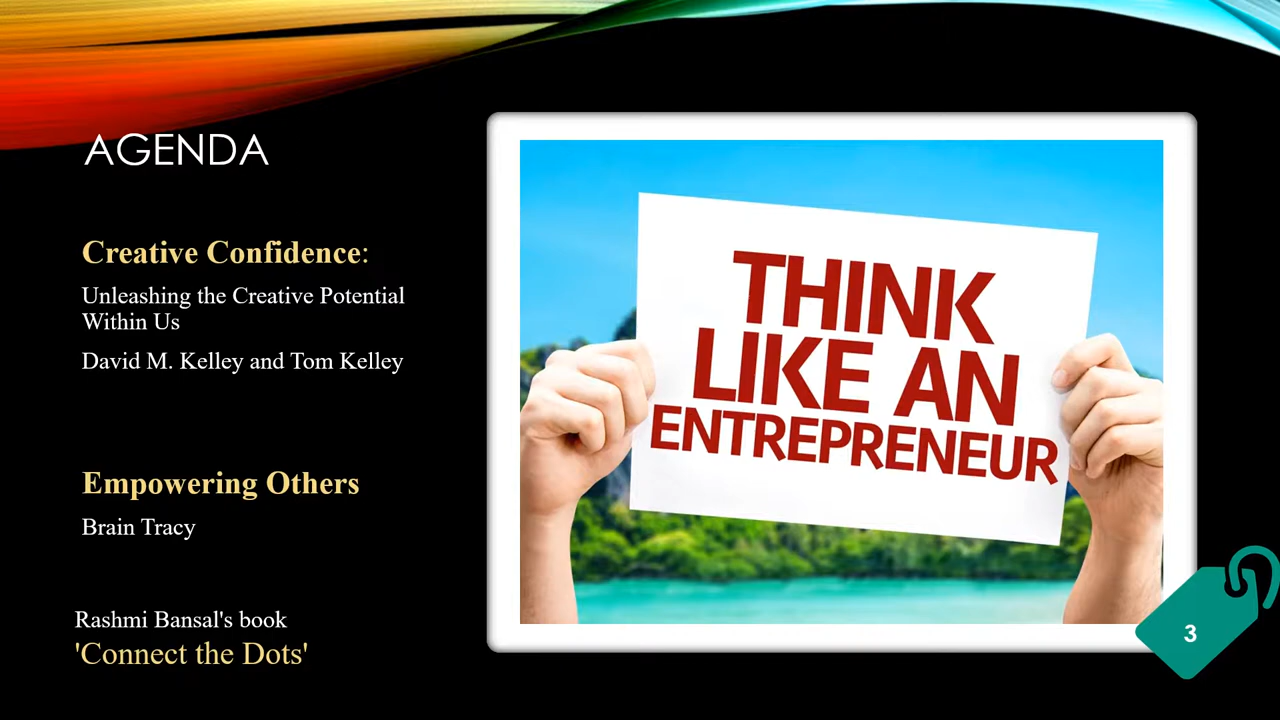 AGENDA
Creative Confidence:
Unleashing the Creative Potential
Within Us
David M. Kelley and Tom Kelley
Empowering Others
Brain Tracy
Rashmi Bansal's book
'Connect the Dots'
THINK
LIKE AN
ENTREPRENEUR
3